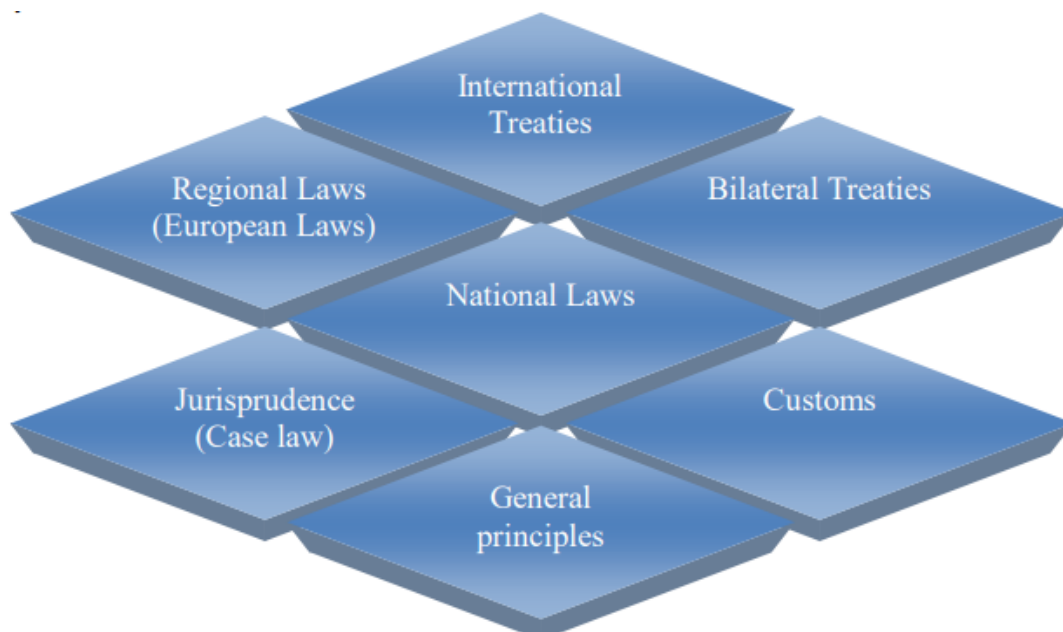 International
Treaties
Regional Laws
(European Laws)
Bilateral Treaties
National Laws
Jurisprudence
(Case law)
Customs
General
principles